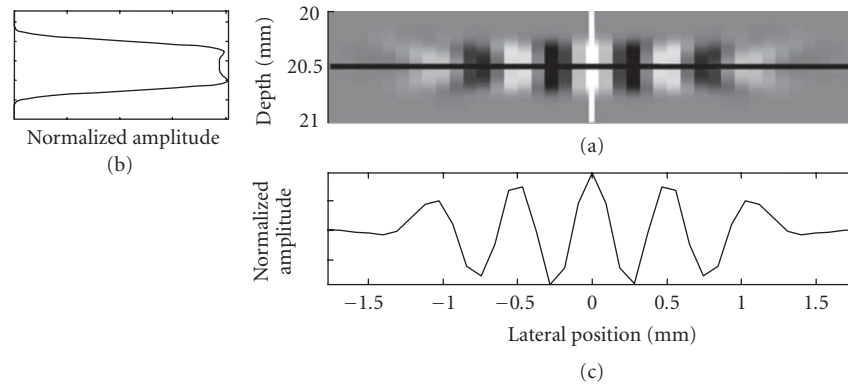 20
20.5
21
Depth (mm)
(a)
Normalized amplitude
(b)
Normalized
amplitude
−1.5 −1 −0.5 0 0.5 1 1.5
Lateral position (mm)
(c)